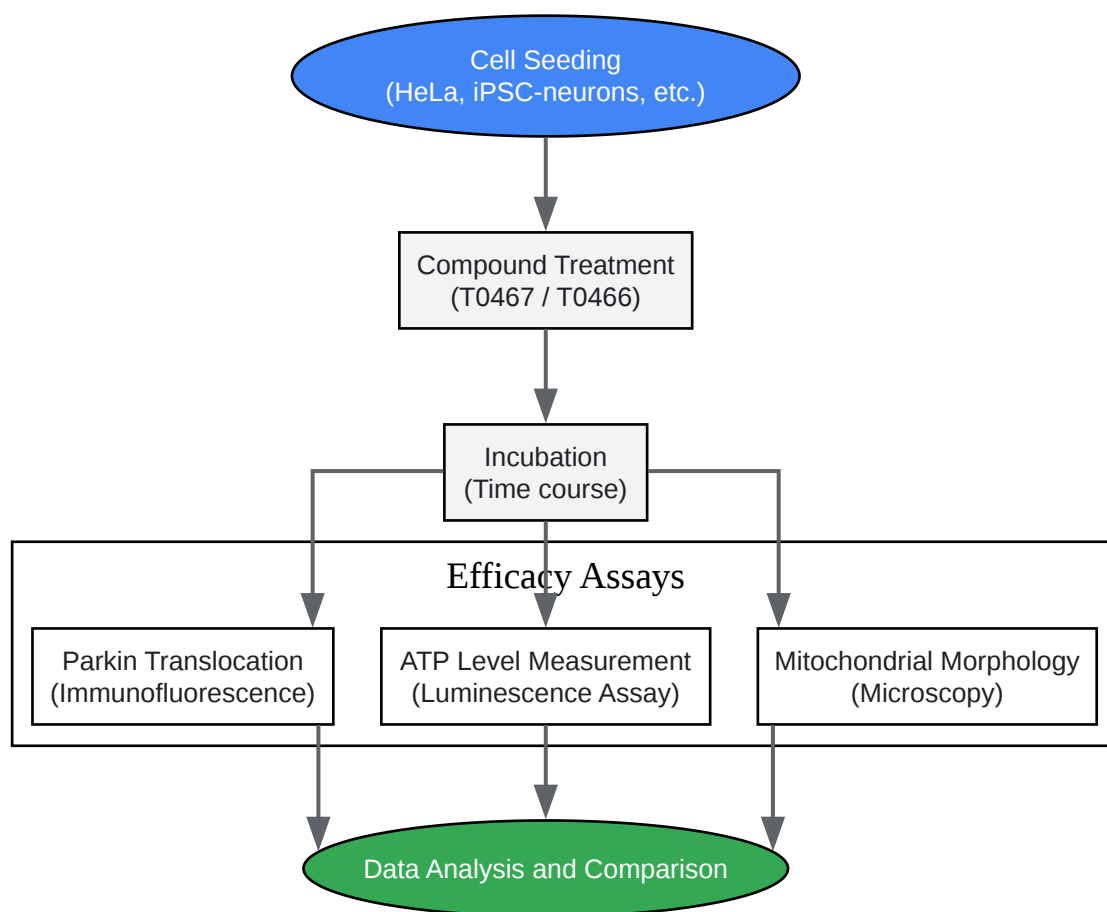 Cell Seeding
(HeLa, iPSC-neurons, etc.)
Compound Treatment
(T0467 / T0466)
Incubation
(Time course)
Efficacy Assays
Parkin Translocation
(Immunofluorescence)
ATP Level Measurement
(Luminescence Assay)
Mitochondrial Morphology
(Microscopy)
Data Analysis and Comparison